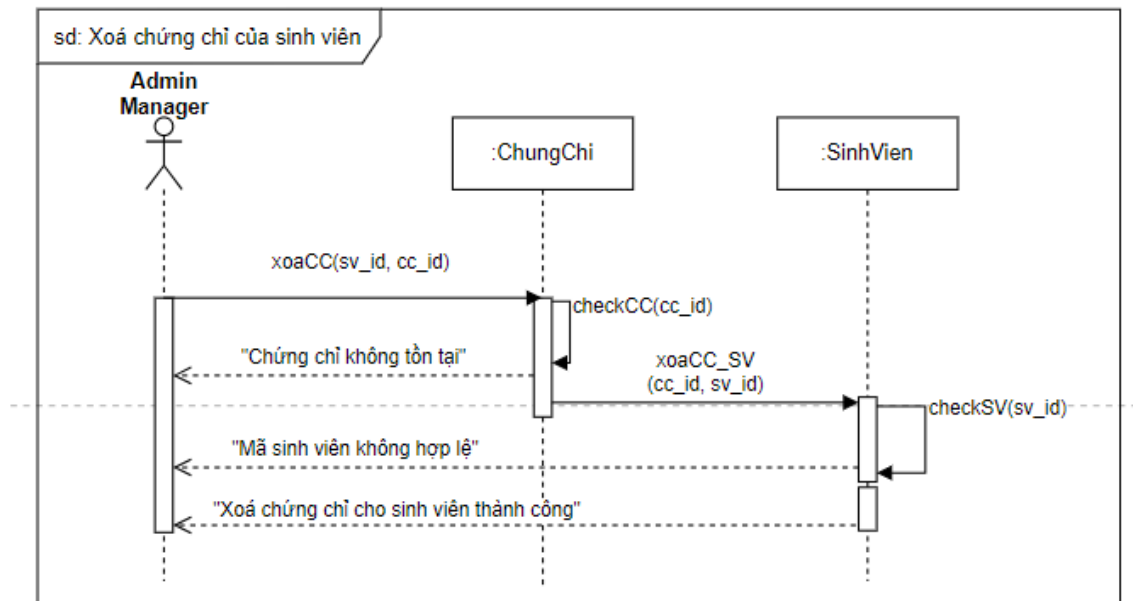 sd: Xoá chứng chỉ của sinh viên
Admin
Manager
:ChungChi
:SinhVien
xoaCC(sv_id, cc_id)
checkCC(cc_id)
"Chứng chỉ không tồn tại"
xoaCC_SV
(cc_id, sv_id)
checkSV(sv_id)
"Mã sinh viên không hợp lệ"
"Xoá chứng chỉ cho sinh viên thành công"